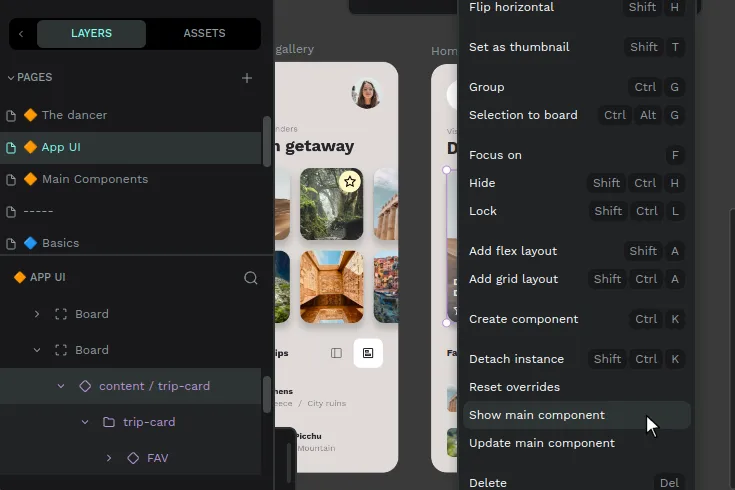 LAYERS
ASSETS
PAGES
The dancer
App UI
Main Components
-----
Basics
APP UI
Board
Board
content / trip-card
trip-card
FAV
gallery
nders
getaway
ips
nens
eece / City ruins
Picchu
Mountain
Hom
Vis
D
Fa
Flip horizontal Shift H
Set as thumbnail Shift T
Group Ctrl G
Selection to board Ctrl Alt G
Focus on F
Hide Shift Ctrl H
Lock Shift Ctrl L
Add flex layout Shift A
Add grid layout Shift Ctrl A
Create component Ctrl K
Detach instance Shift Ctrl K
Reset overrides
Show main component
Update main component
Delete Del